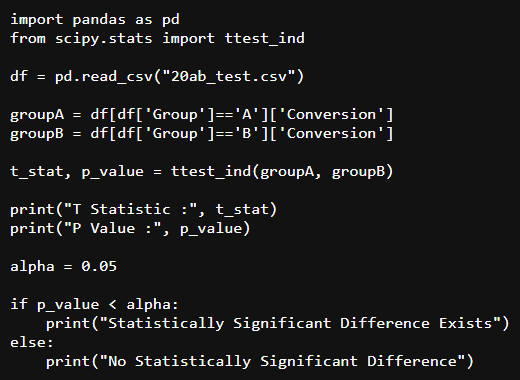 import pandas as pd
from scipy.stats import ttest_ind

df = pd.read_csv("20ab_test.csv")

groupA = df[df['Group']=='A']['Conversion']
groupB = df[df['Group']=='B']['Conversion']

t_stat, p_value = ttest_ind(groupA, groupB)

print("T Statistic :", t_stat)
print("P Value :", p_value)

alpha = 0.05

if p_value < alpha:
    print("Statistically Significant Difference Exists")
else:
    print("No Statistically Significant Difference")